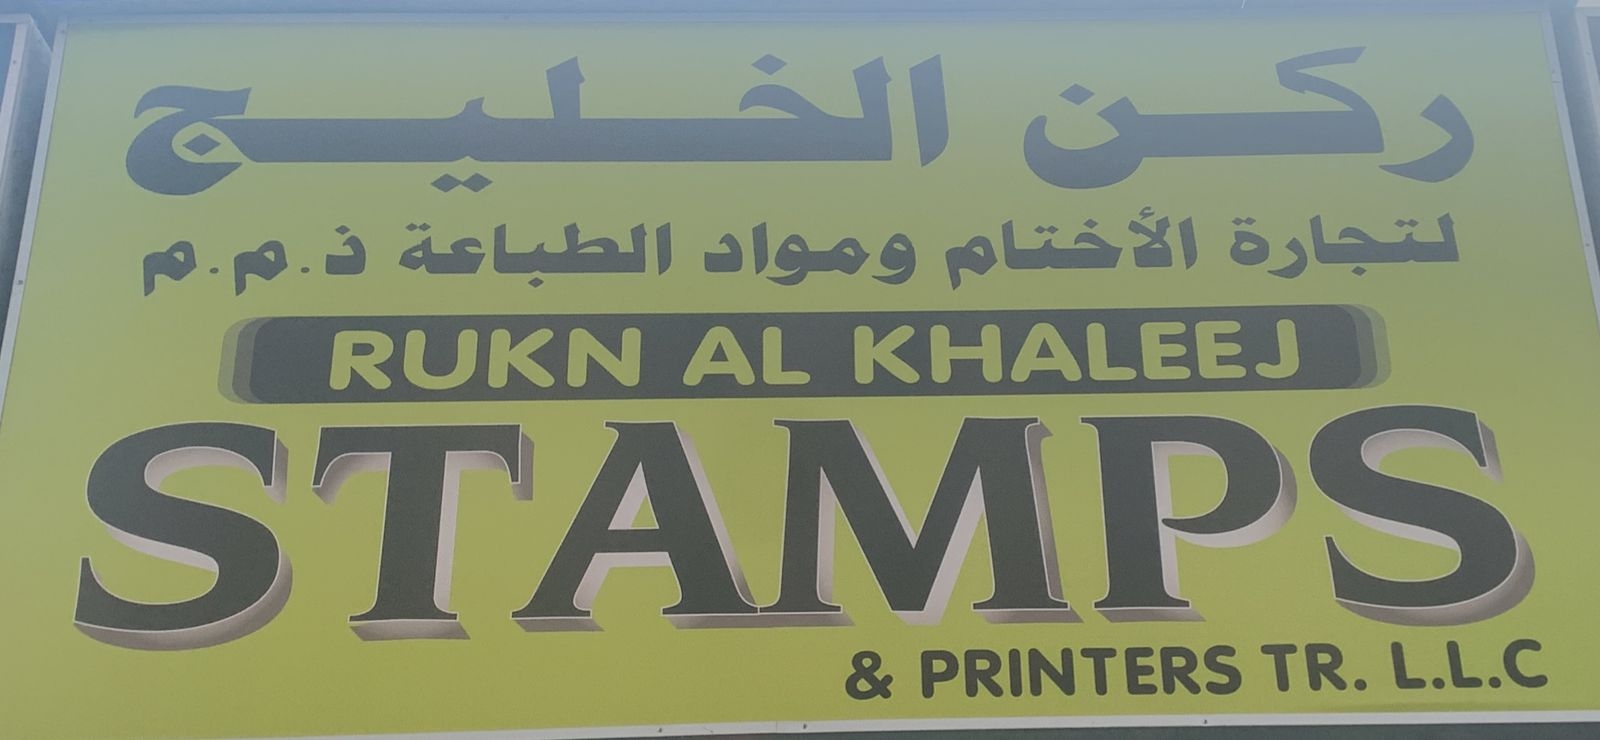 ركن الخليج
لتجارة الأختام ومواد الطباعة ذ.م.م
RUKN AL KHALEEJ
STAMPS
& PRINTERS TR. L.L.C